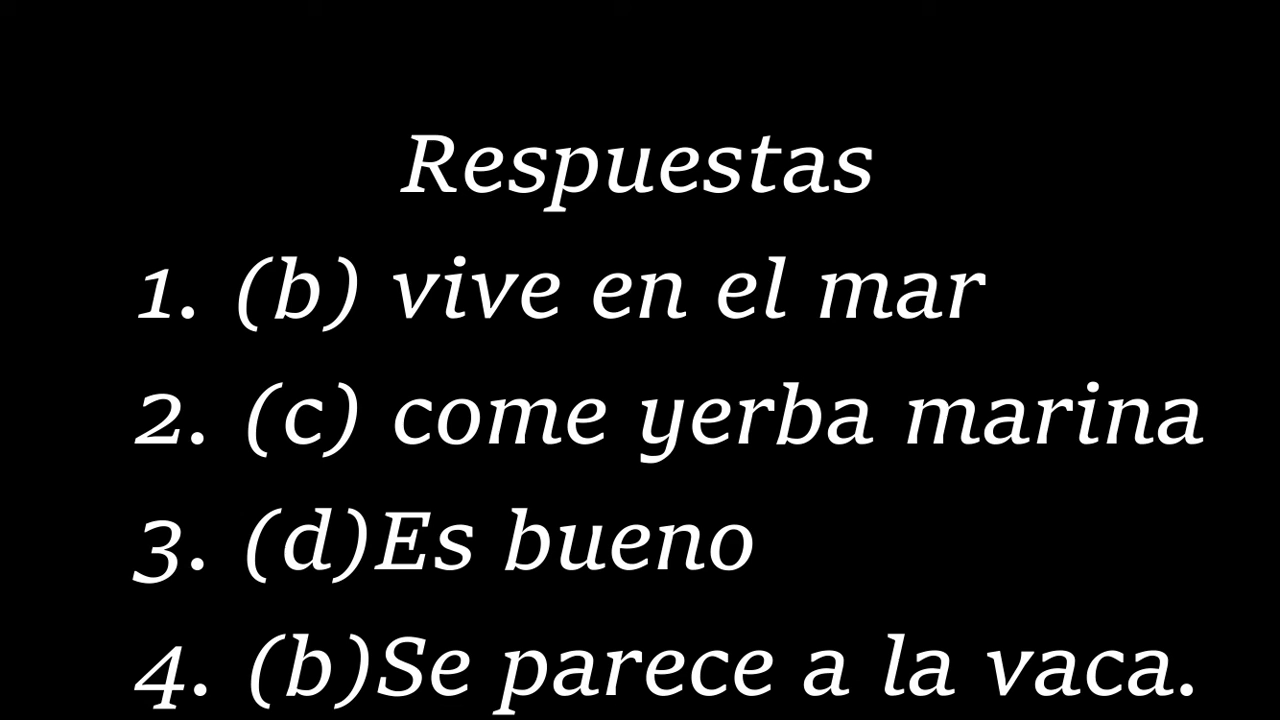 Respuestas
1. (b) vive en el mar
2. (c) come yerba marina
3. (d)Es bueno
4. (b)Se parece a la vaca.